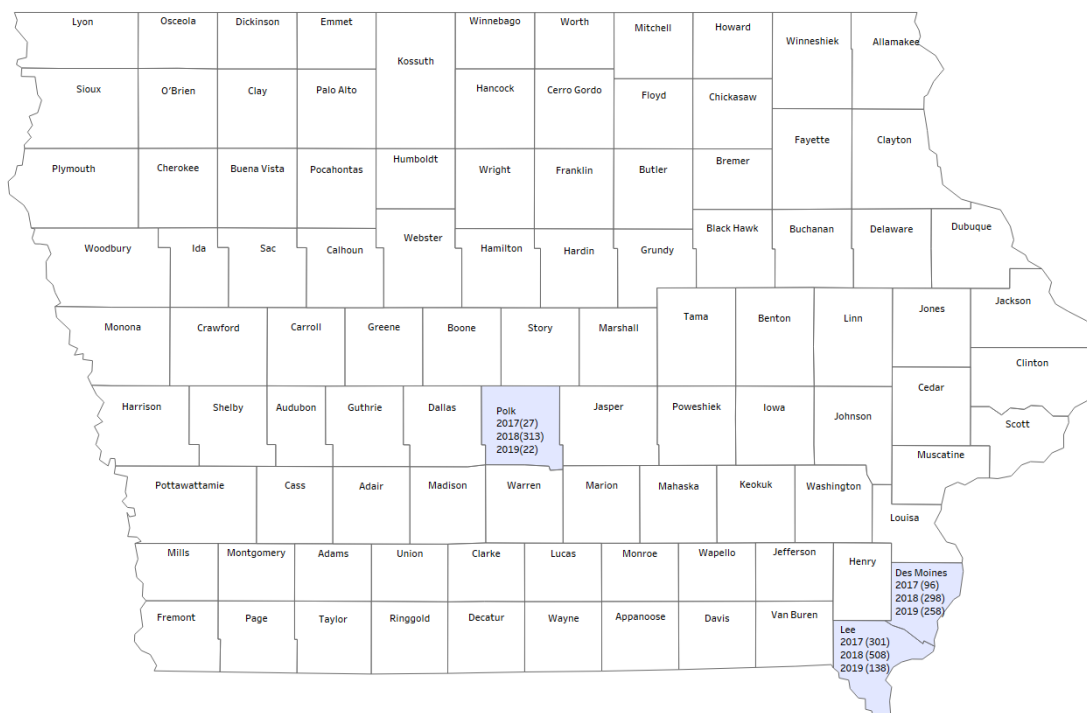 Lyon
Osceola
Dickinson
Emmet
Winnebago
Worth
Mitchell
Howard
Winneshiek
Allamakee
Kossuth
Sioux
O'Brien
Clay
Palo Alto
Hancock
Cerro Gordo
Floyd
Chickasaw
Fayette
Clayton
Plymouth
Cherokee
Buena Vista
Pocahontas
Humboldt
Wright
Franklin
Butler
Bremer
Woodbury
Ida
Sac
Calhoun
Webster
Hamilton
Hardin
Grundy
Black Hawk
Buchanan
Delaware
Dubuque
Monona
Crawford
Carroll
Greene
Boone
Story
Marshall
Tama
Benton
Linn
Jones
Jackson
Clinton
Cedar
Harrison
Shelby
Audubon
Guthrie
Dallas
Polk
2017(27)
2018(313)
2019(22)
Jasper
Poweshiek
Iowa
Johnson
Scott
Muscatine
Pottawattamie
Cass
Adair
Madison
Warren
Marion
Mahaska
Keokuk
Washington
Louisa
Mills
Montgomery
Adams
Union
Clarke
Lucas
Monroe
Wapello
Jefferson
Henry
Des Moines
2017 (96)
2018 (298)
2019 (258)
Fremont
Page
Taylor
Ringgold
Decatur
Wayne
Appanoose
Davis
Van Buren
Lee
2017 (301)
2018 (508)
2019 (138)